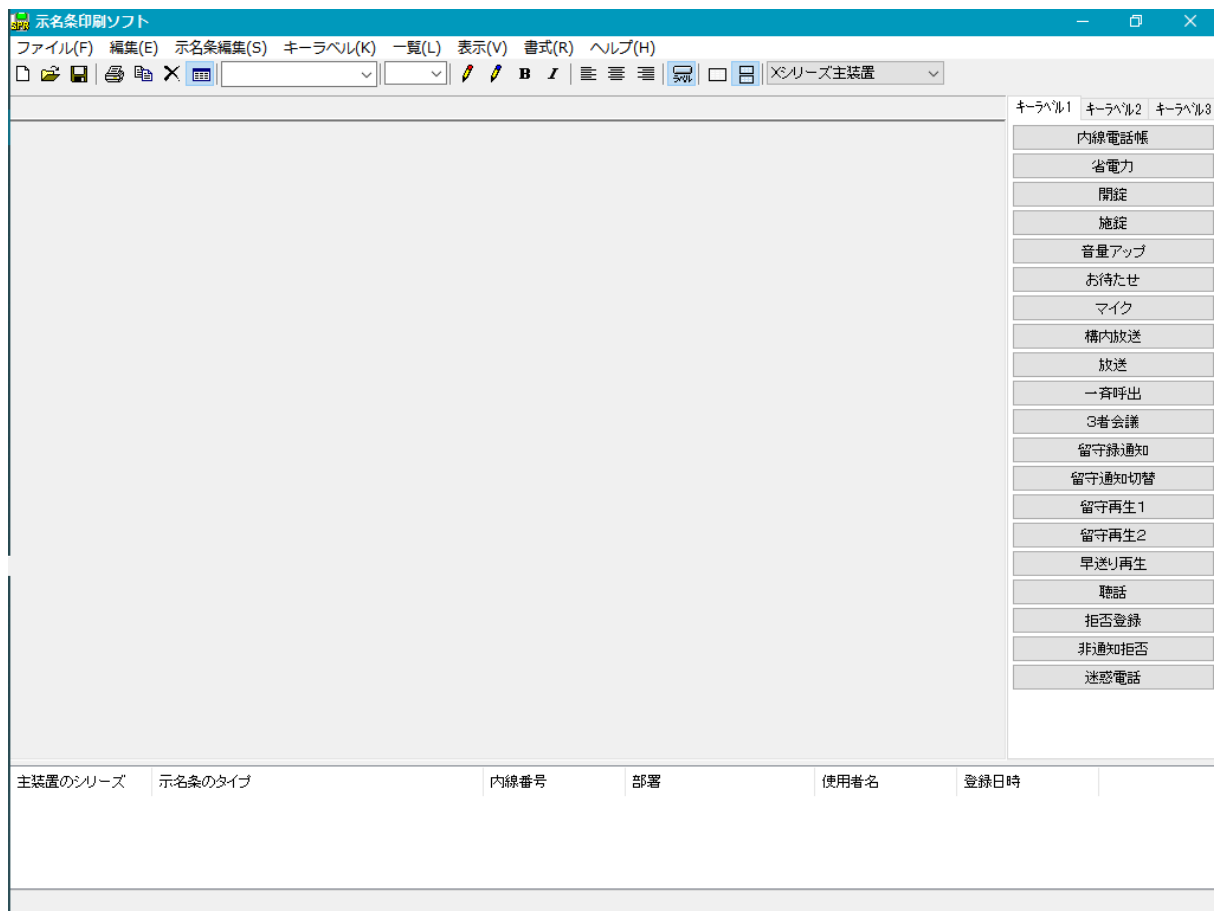 示名条印刷ソフト
ファイル(F) 編集(E) 示名条編集(S) キーラベル(K) 一覧(L) 表示(V) 書式(R) ヘルプ(H)
B I Xシリーズ主装置
キーラベル1 キーラベル2 キーラベル3
内線電話帳
省電力
開錠
施錠
音量アップ
お待たせ
マイク
構内放送
放送
一斉呼出
3者会議
留守録通知
留守通知切替
留守再生1
留守再生2
早送り再生
聴話
拒否登録
非通知拒否
迷惑電話
主装置のシリーズ 示名条のタイプ 内線番号 部署 使用者名 登録日時